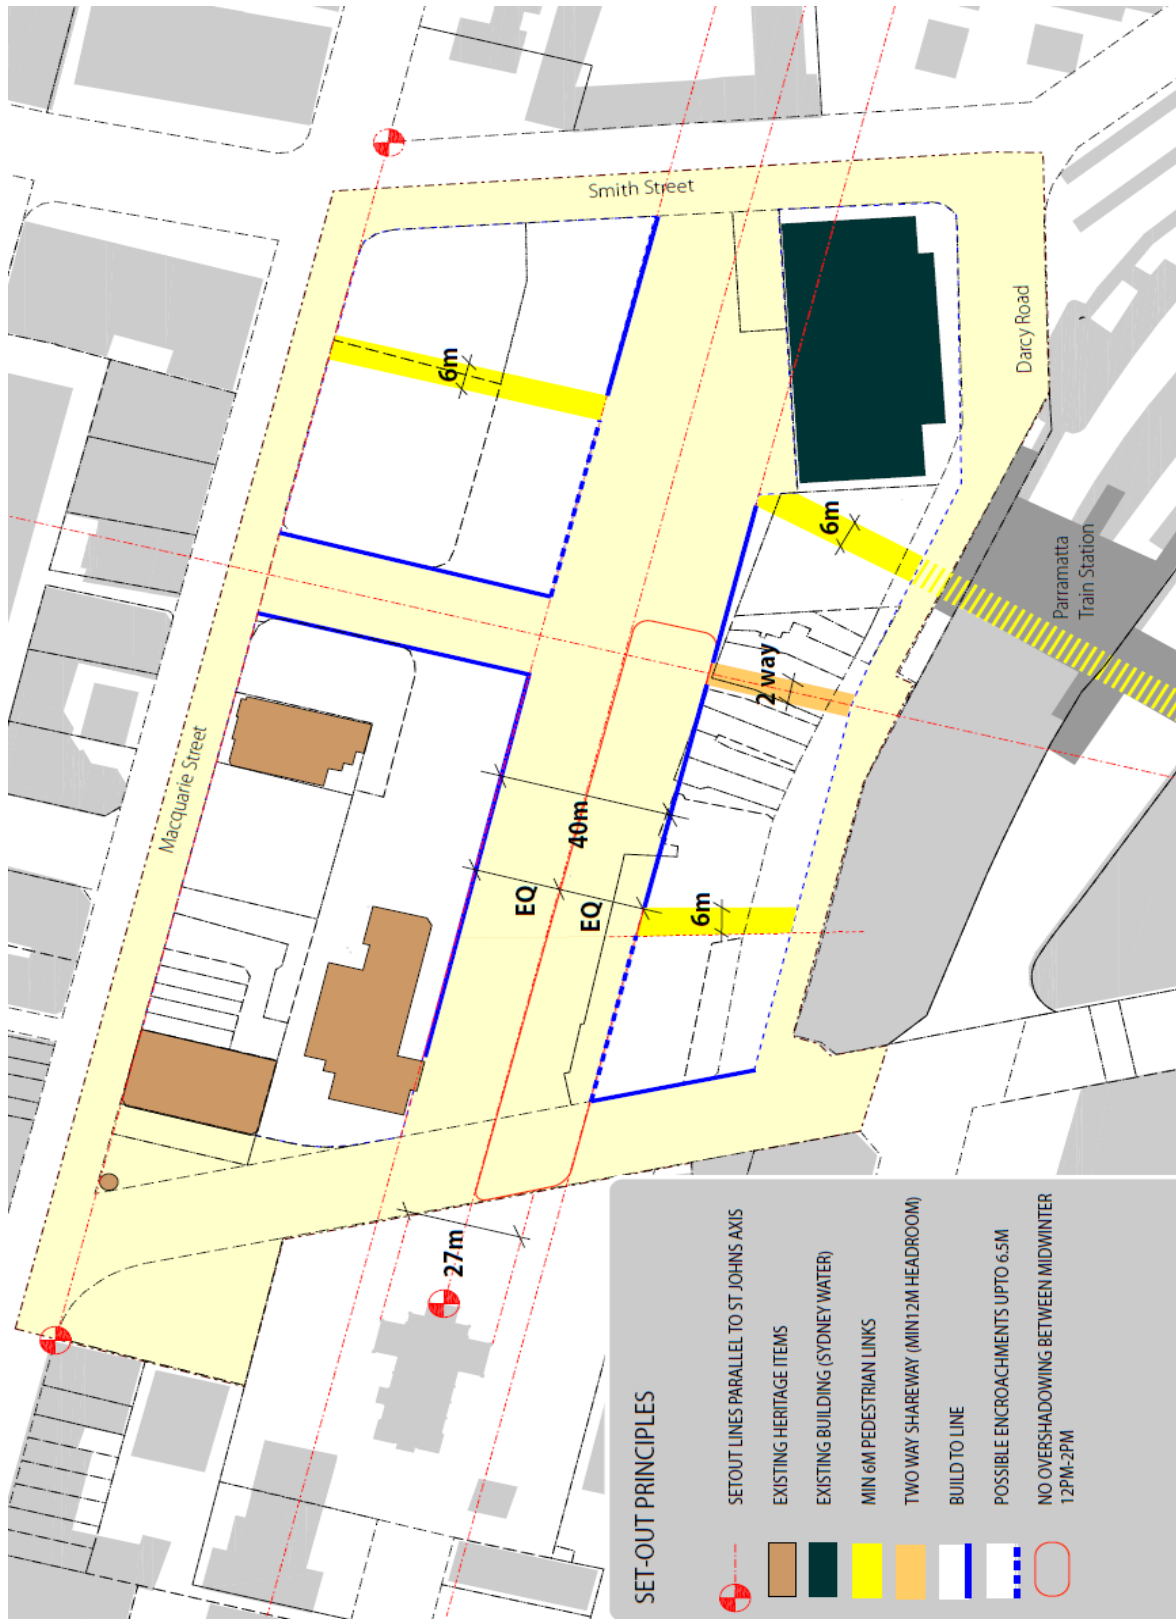 Smith Street
Darcy Road
6m
6m
Parramatta
Train Station
2 way
Macquarie Street
40m
EQ
EQ
6m
27m
SET-OUT PRINCIPLES
SETOUT LINES PARALLEL TO ST JOHNS AXIS
EXISTING HERITAGE ITEMS
EXISTING BUILDING (SYDNEY WATER)
MIN 6M PEDESTRIAN LINKS
TWO WAY SHAREWAY (MIN12M HEADROOM)
BUILD TO LINE
POSSIBLE ENCROACHMENTS UPTO 6.5M
NO OVERSHADOWING BETWEEN MIDWINTER
12PM-2PM